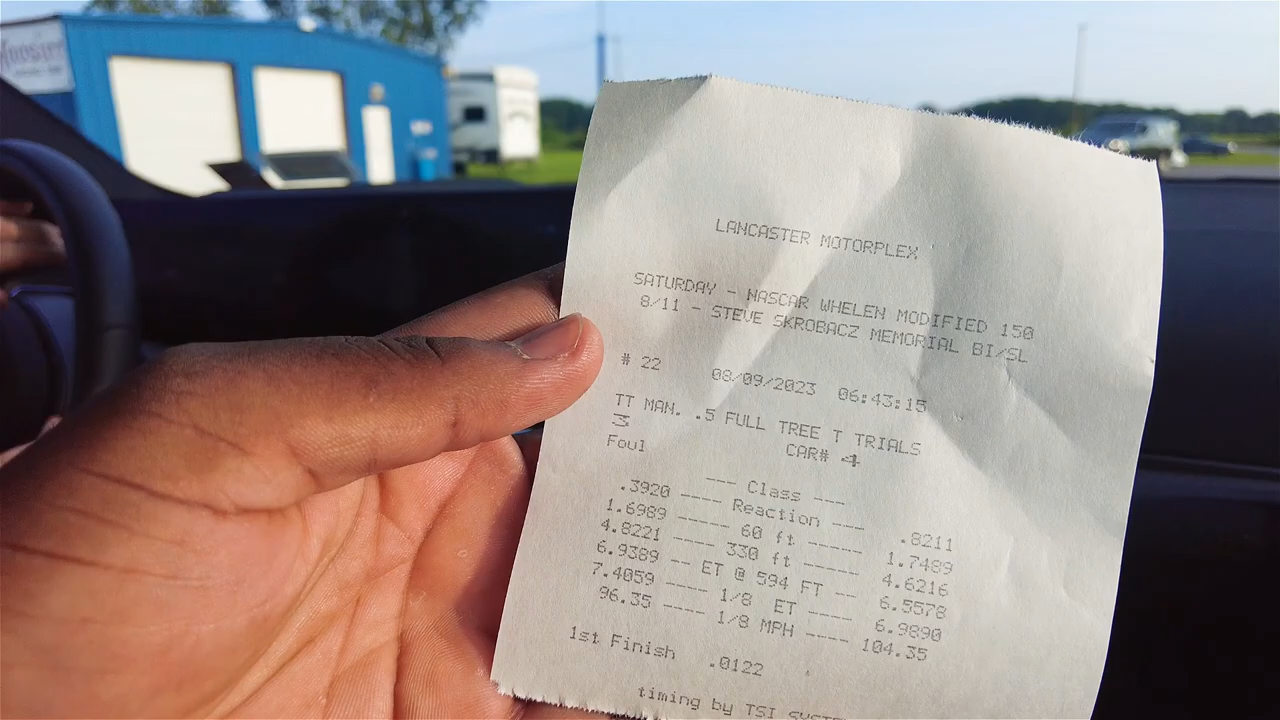 HOOSIER
LANCASTER MOTORPLEX
SATURDAY - NASCAR WHELEN MODIFIED 150
8/11 - STEVE SKROBACZ MEMORIAL BI/SL
# 22 08/09/2023 06:43:15
TT MAN. .5 FULL TREE T TRIALS
3 CAR# 4
Foul
--- Class ---
.3920 ---- Reaction --- .8211
1.6989 ----- 60 ft ----- 1.7489
4.8221 ---- 330 ft ----- 4.6216
6.9389 -- ET @ 594 FT -- 6.5578
7.4059 ---- 1/8 ET ----- 6.9890
96.35 ---- 1/8 MPH ---- 104.35
1st Finish .0122
timing by TSI